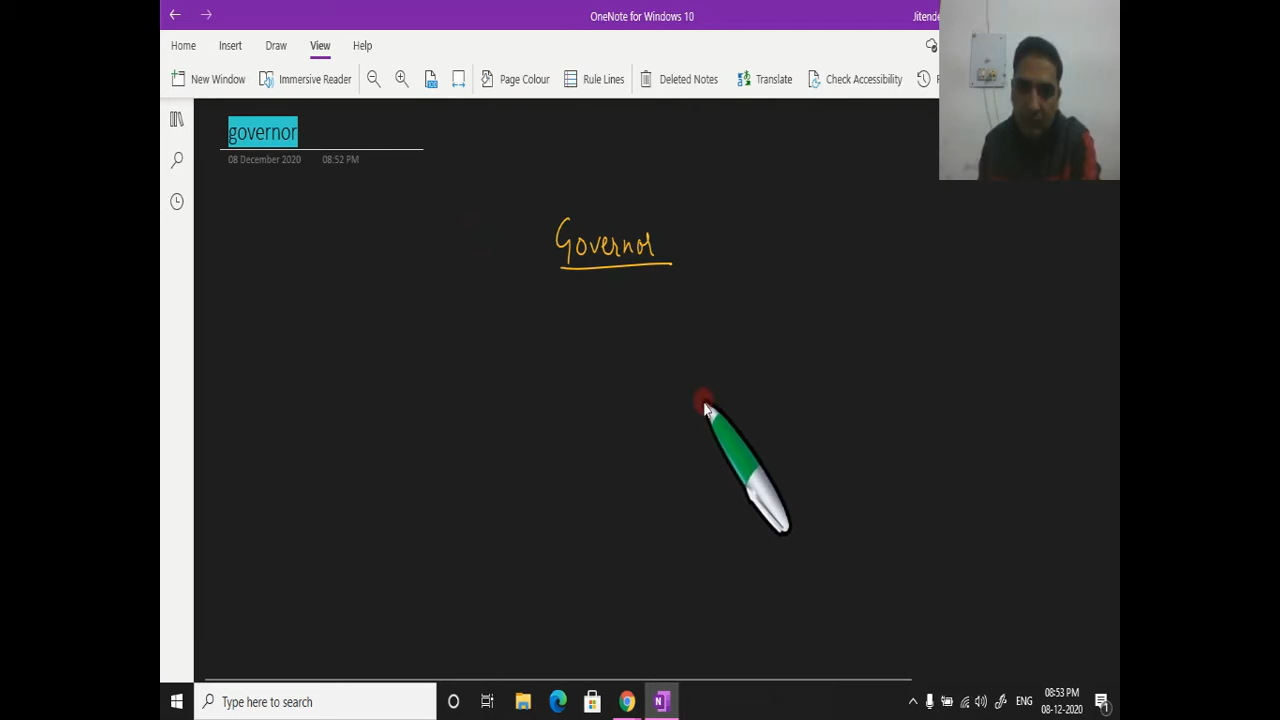 OneNote for Windows 10
Jitende
Home Insert Draw View Help
New Window Immersive Reader Page Colour Rule Lines Deleted Notes Translate Check Accessibility
governor
08 December 2020 08:52 PM
Governor
Type here to search
ENG
08:53 PM
08-12-2020